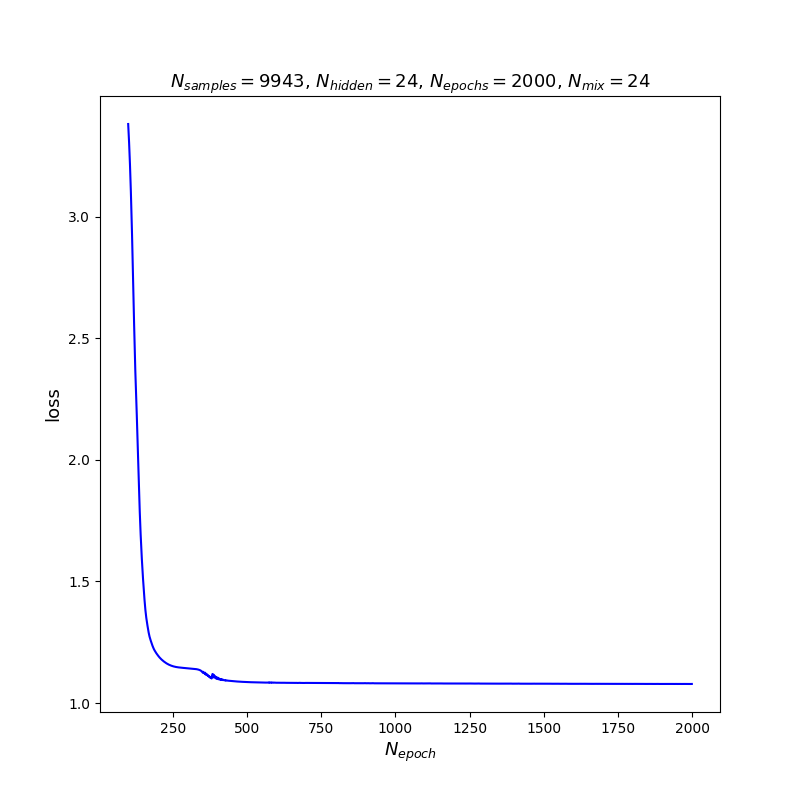 N_samples = 9943, N_hidden = 24, N_epochs = 2000, N_mix = 24
3.0
2.5
2.0
1.5
1.0
loss
250 500 750 1000 1250 1500 1750 2000
N_epoch